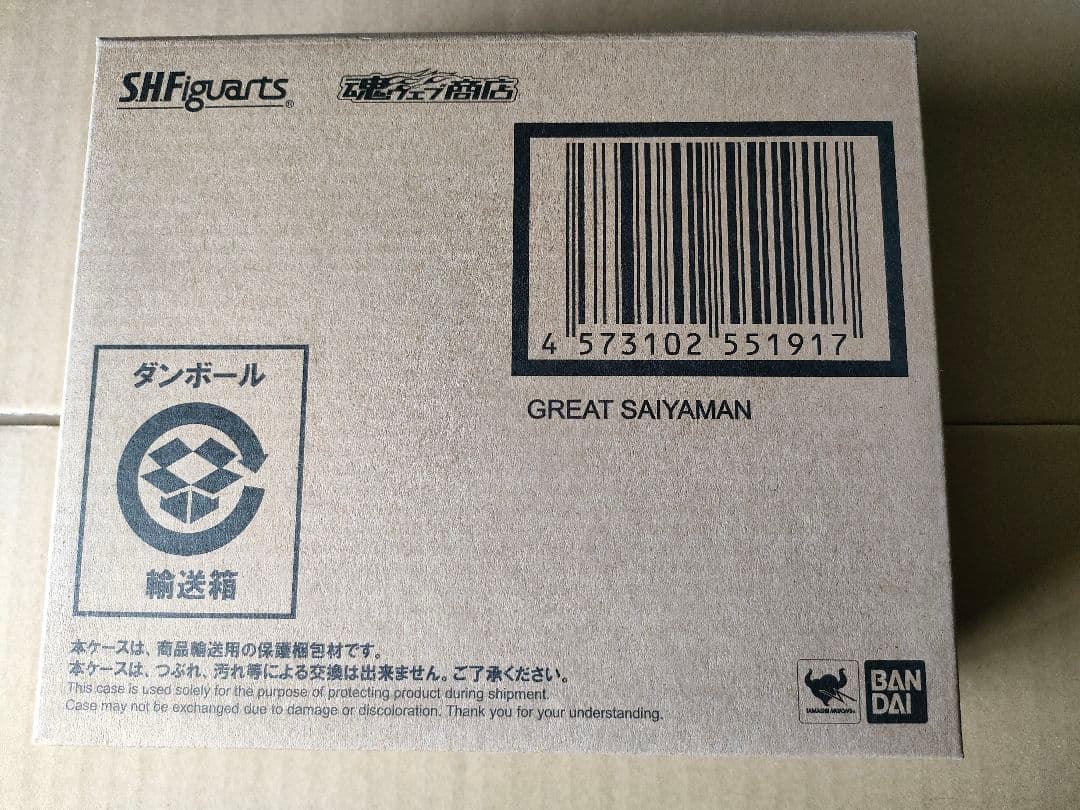 S.H.Figuarts®
魂ウェブ商店
4 573102 551917
GREAT SAIYAMAN
ダンボール
輸送箱
本ケースは、商品輸送用の保護梱包材です。
本ケースは、つぶれ、汚れ等による交換は出来ません。ご了承ください。
This case is used solely for the purpose of protecting product during shipment.
Case may not be exchanged due to damage or discoloration. Thank you for your understanding.
TAMASHII NATIONS
BAN
DAI